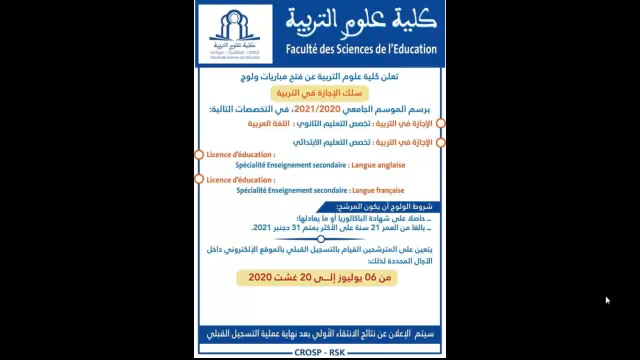 كلية علوم التربية
Faculté des Sciences de l'Education
كلية علوم التربية
تعلن كلية علوم التربية عن فتح مباريات ولوج
سلك الإجازة في التربية
برسم الموسم الجامعي 2021/2020، في التخصصات التالية:
الإجازة في التربية : تخصص التعليم الثانوي : اللغة العربية
الإجازة في التربية : تخصص التعليم الابتدائي
Licence d'éducation :
Spécialité Enseignement secondaire : Langue anglaise
Licence d'éducation :
Spécialité Enseignement secondaire : Langue française
شروط الولوج أن يكون المرشح:
ـ حاصلا على شهادة الباكالوريا أو ما يعادلها؛
ـ بالغا من العمر 21 سنة على الأكثر بمتم 31 دجنبر 2021.
يتعين على المترشحين القيام بالتسجيل القبلي بالموقع الإلكتروني داخل
الآجال المحددة لذلك:
من 06 يوليوز إلـــى 20 غشت 2020
سيتم الإعلان عن نتائج الانتقاء الأولي بعد نهاية عملية التسجيل القبلي
CROSP - RSK